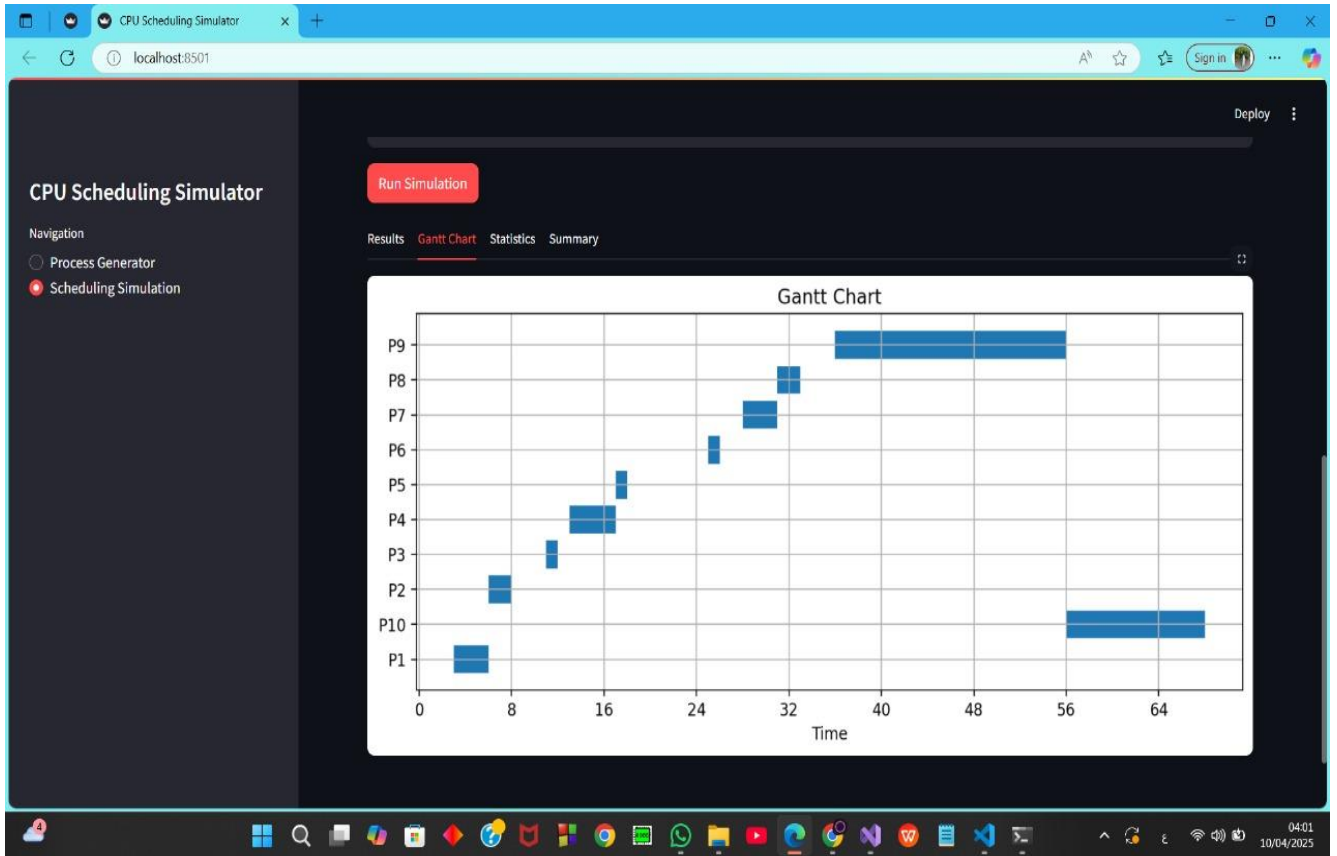 CPU Scheduling Simulator
localhost:8501
Sign in
Deploy
CPU Scheduling Simulator
Navigation
Process Generator
Scheduling Simulation
Run Simulation
Results Gantt Chart Statistics Summary
Gantt Chart
P9
P8
P7
P6
P5
P4
P3
P2
P10
P1
0 8 16 24 32 40 48 56 64
Time
4
ع
04:01
10/04/2025